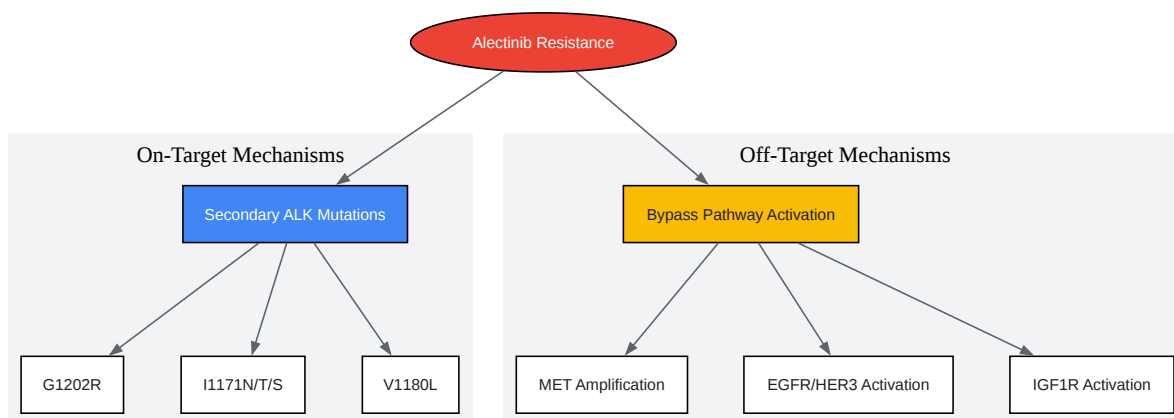 Alectinib Resistance
On-Target Mechanisms
Off-Target Mechanisms
Secondary ALK Mutations
Bypass Pathway Activation
G1202R
I1171N/T/S
V1180L
MET Amplification
EGFR/HER3 Activation
IGF1R Activation